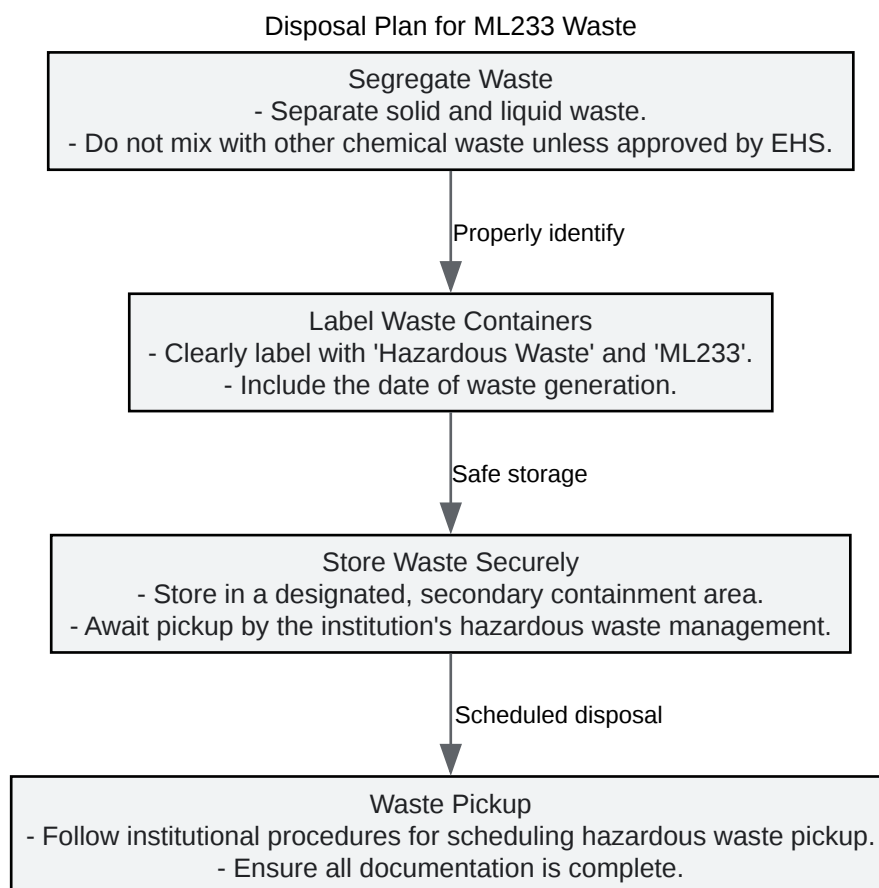 Disposal Plan for ML233 Waste
Segregate Waste
- Separate solid and liquid waste.
- Do not mix with other chemical waste unless approved by EHS.
Properly identify
Label Waste Containers
- Clearly label with 'Hazardous Waste' and 'ML233'.
- Include the date of waste generation.
Safe storage
Store Waste Securely
- Store in a designated, secondary containment area.
- Await pickup by the institution's hazardous waste management.
Scheduled disposal
Waste Pickup
- Follow institutional procedures for scheduling hazardous waste pickup.
- Ensure all documentation is complete.